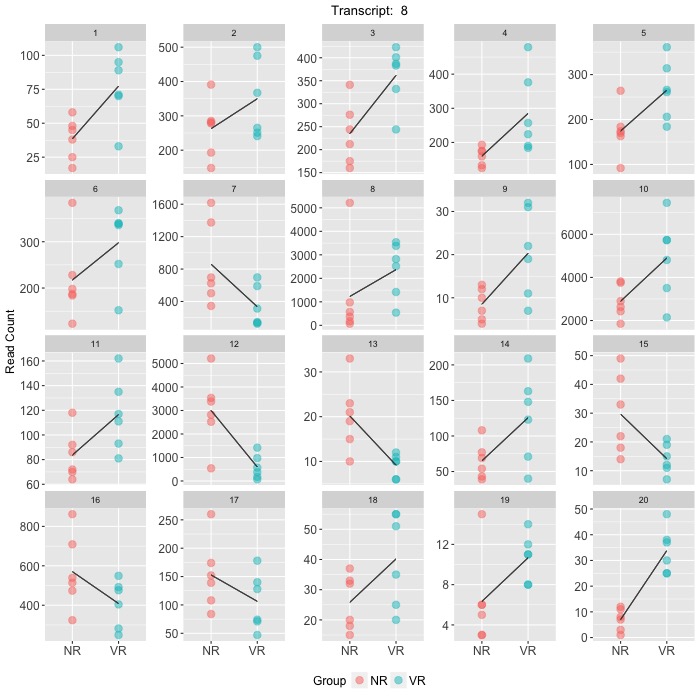 Transcript: 8
1 2 3 4 5
100 75 50 25
500 400 300 200
400 350 300 250 200 150
400 300 200
300 200 100
6 7 8 9 10
300 200
1600 1200 800 400
5000 4000 3000 2000 1000 0
30 20 10
6000 4000 2000
Read Count
11 12 13 14 15
160 140 120 100 80 60
5000 4000 3000 2000 1000 0
30 20 10
200 150 100 50
50 40 30 20 10
16 17 18 19 20
800 600 400
250 200 150 100 50
50 40 30 20
12 8 4
50 40 30 20 10 0
NR VR NR VR NR VR NR VR NR VR
Group NR VR